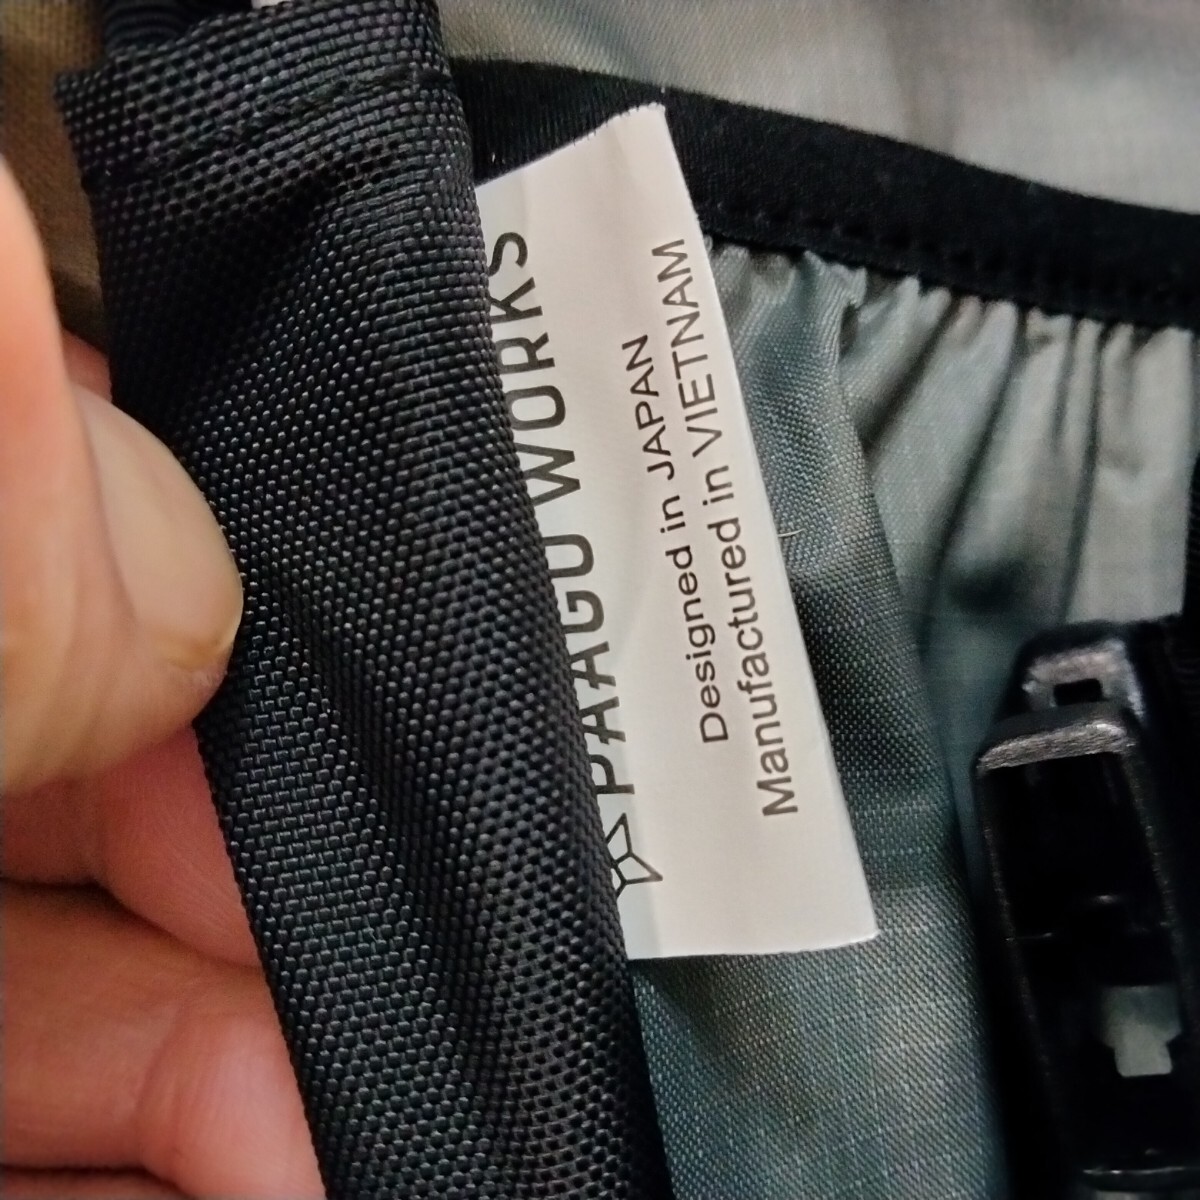 PAAGO WORKS
Designed in JAPAN
Manufactured in VIETNAM